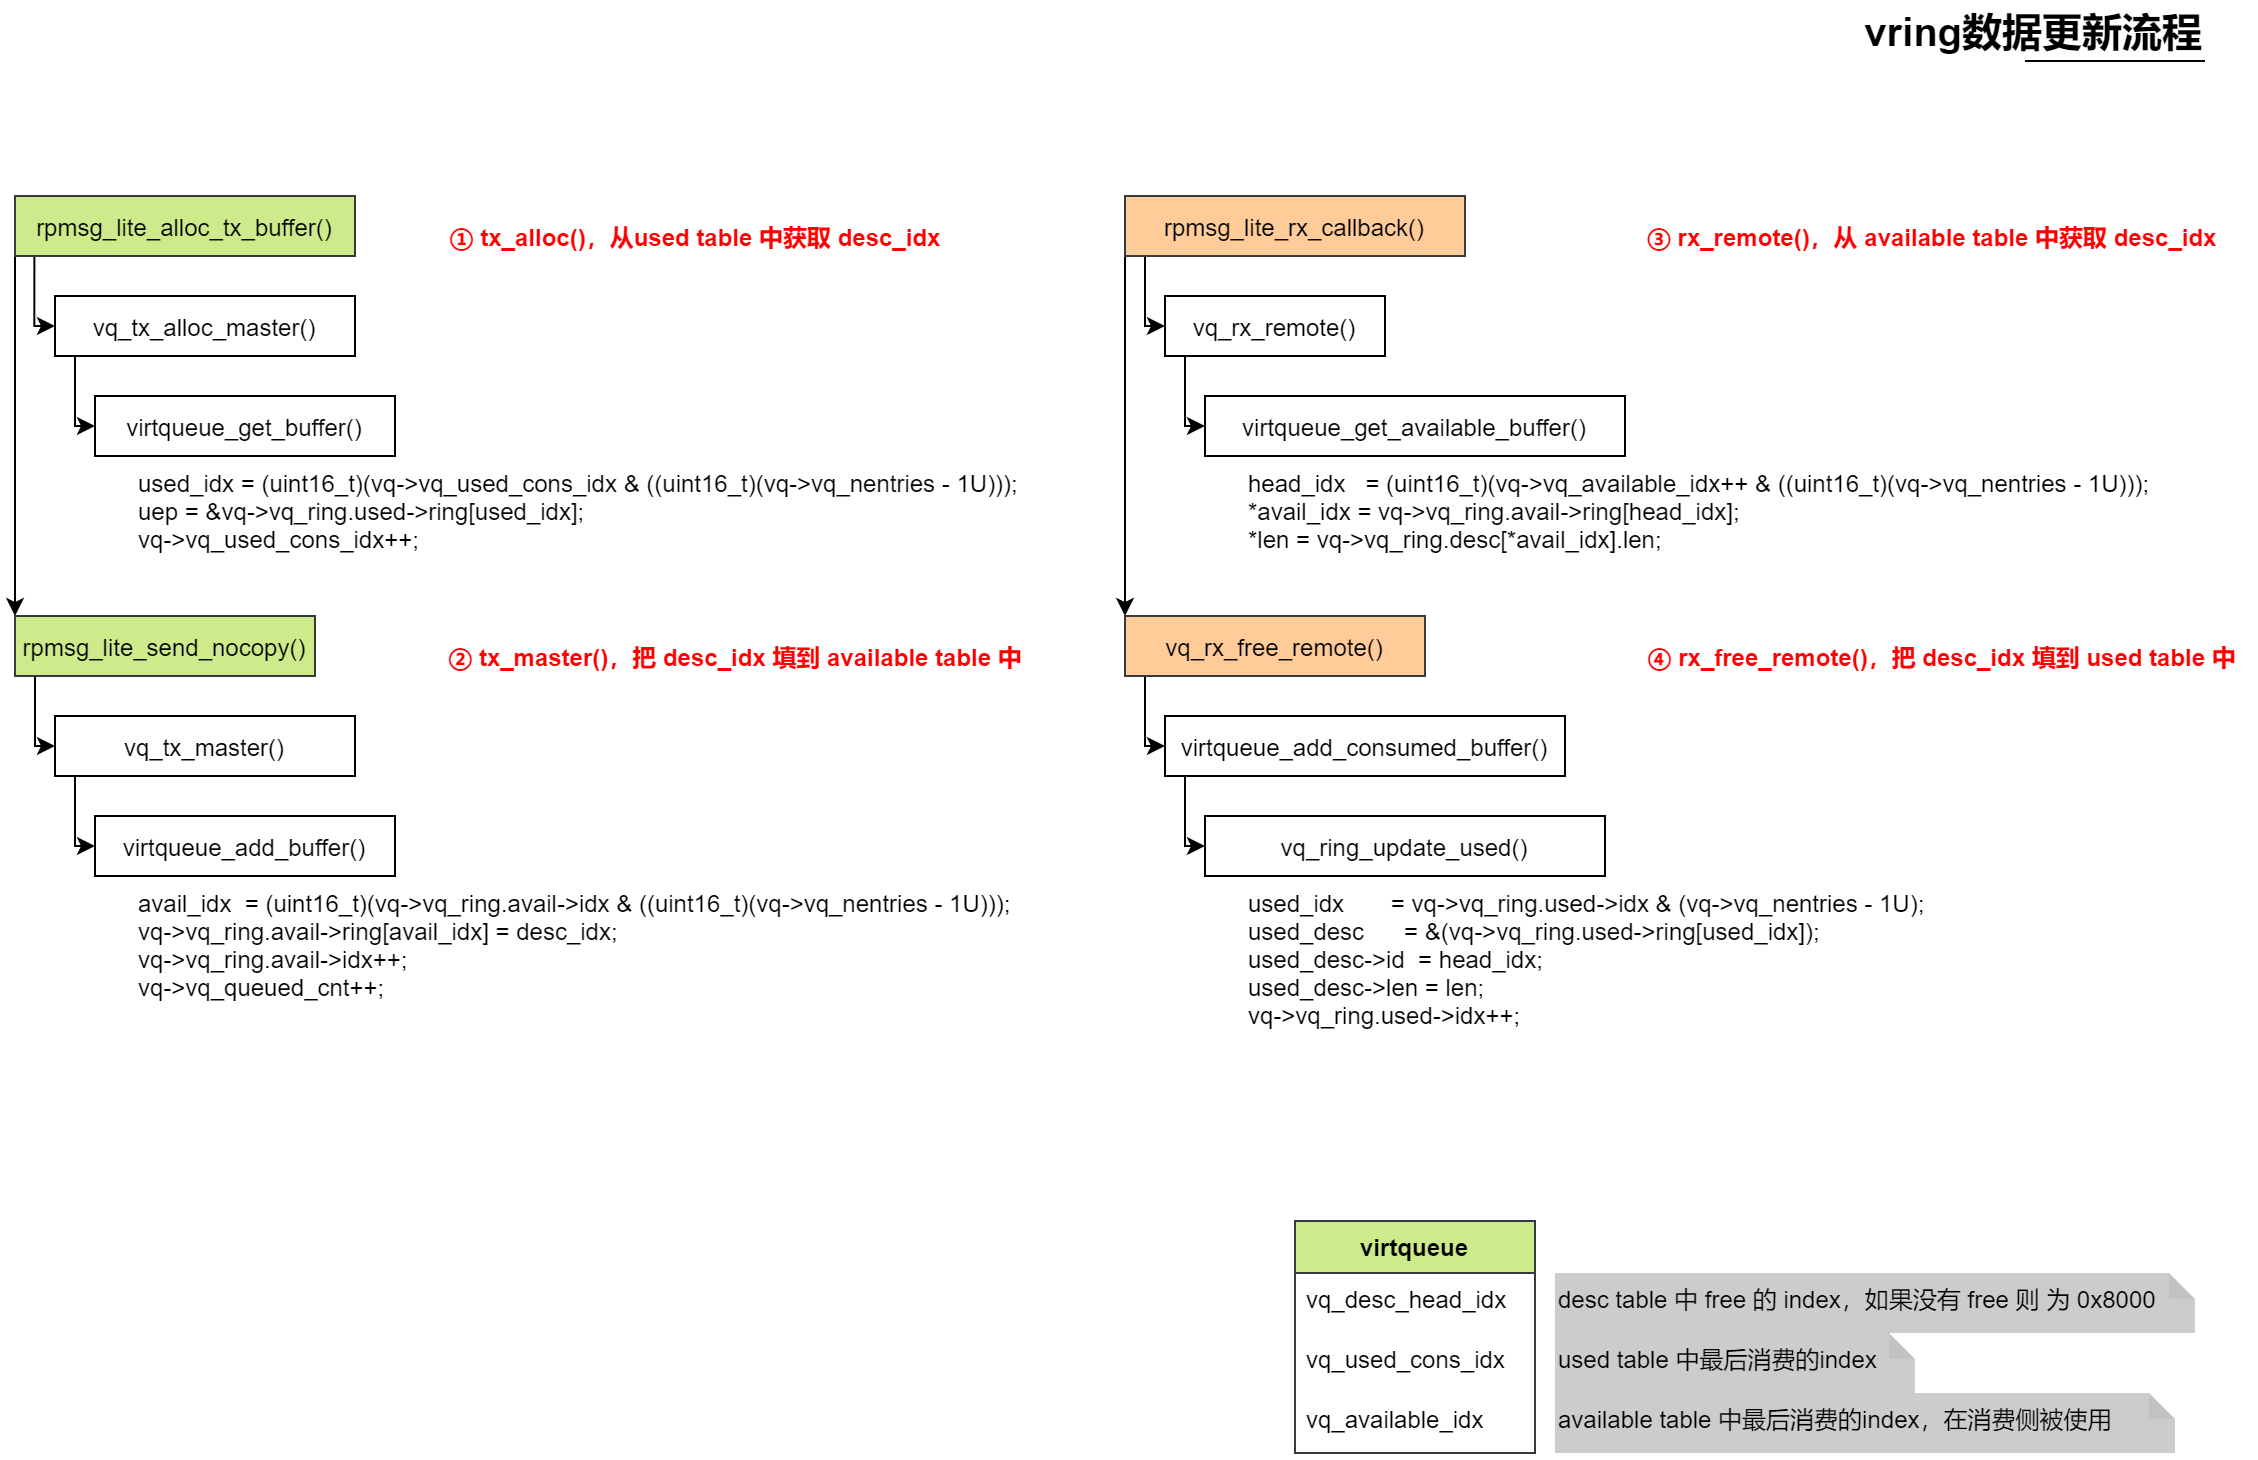 vring数据更新流程
rpmsg_lite_alloc_tx_buffer()
① tx_alloc()，从used table 中获取 desc_idx
vq_tx_alloc_master()
virtqueue_get_buffer()
used_idx = (uint16_t)(vq->vq_used_cons_idx & ((uint16_t)(vq->vq_nentries - 1U)));
uep = &vq->vq_ring.used->ring[used_idx];
vq->vq_used_cons_idx++;
rpmsg_lite_send_nocopy()
② tx_master()，把 desc_idx 填到 available table 中
vq_tx_master()
virtqueue_add_buffer()
avail_idx  = (uint16_t)(vq->vq_ring.avail->idx & ((uint16_t)(vq->vq_nentries - 1U)));
vq->vq_ring.avail->ring[avail_idx] = desc_idx;
vq->vq_ring.avail->idx++;
vq->vq_queued_cnt++;
rpmsg_lite_rx_callback()
③ rx_remote()，从 available table 中获取 desc_idx
vq_rx_remote()
virtqueue_get_available_buffer()
head_idx   = (uint16_t)(vq->vq_available_idx++ & ((uint16_t)(vq->vq_nentries - 1U)));
*avail_idx = vq->vq_ring.avail->ring[head_idx];
*len = vq->vq_ring.desc[*avail_idx].len;
vq_rx_free_remote()
④ rx_free_remote()，把 desc_idx 填到 used table 中
virtqueue_add_consumed_buffer()
vq_ring_update_used()
used_idx       = vq->vq_ring.used->idx & (vq->vq_nentries - 1U);
used_desc      = &(vq->vq_ring.used->ring[used_idx]);
used_desc->id  = head_idx;
used_desc->len = len;
vq->vq_ring.used->idx++;
virtqueue
vq_desc_head_idx
desc table 中 free 的 index，如果没有 free 则 为 0x8000
vq_used_cons_idx
used table 中最后消费的index
vq_available_idx
available table 中最后消费的index，在消费侧被使用